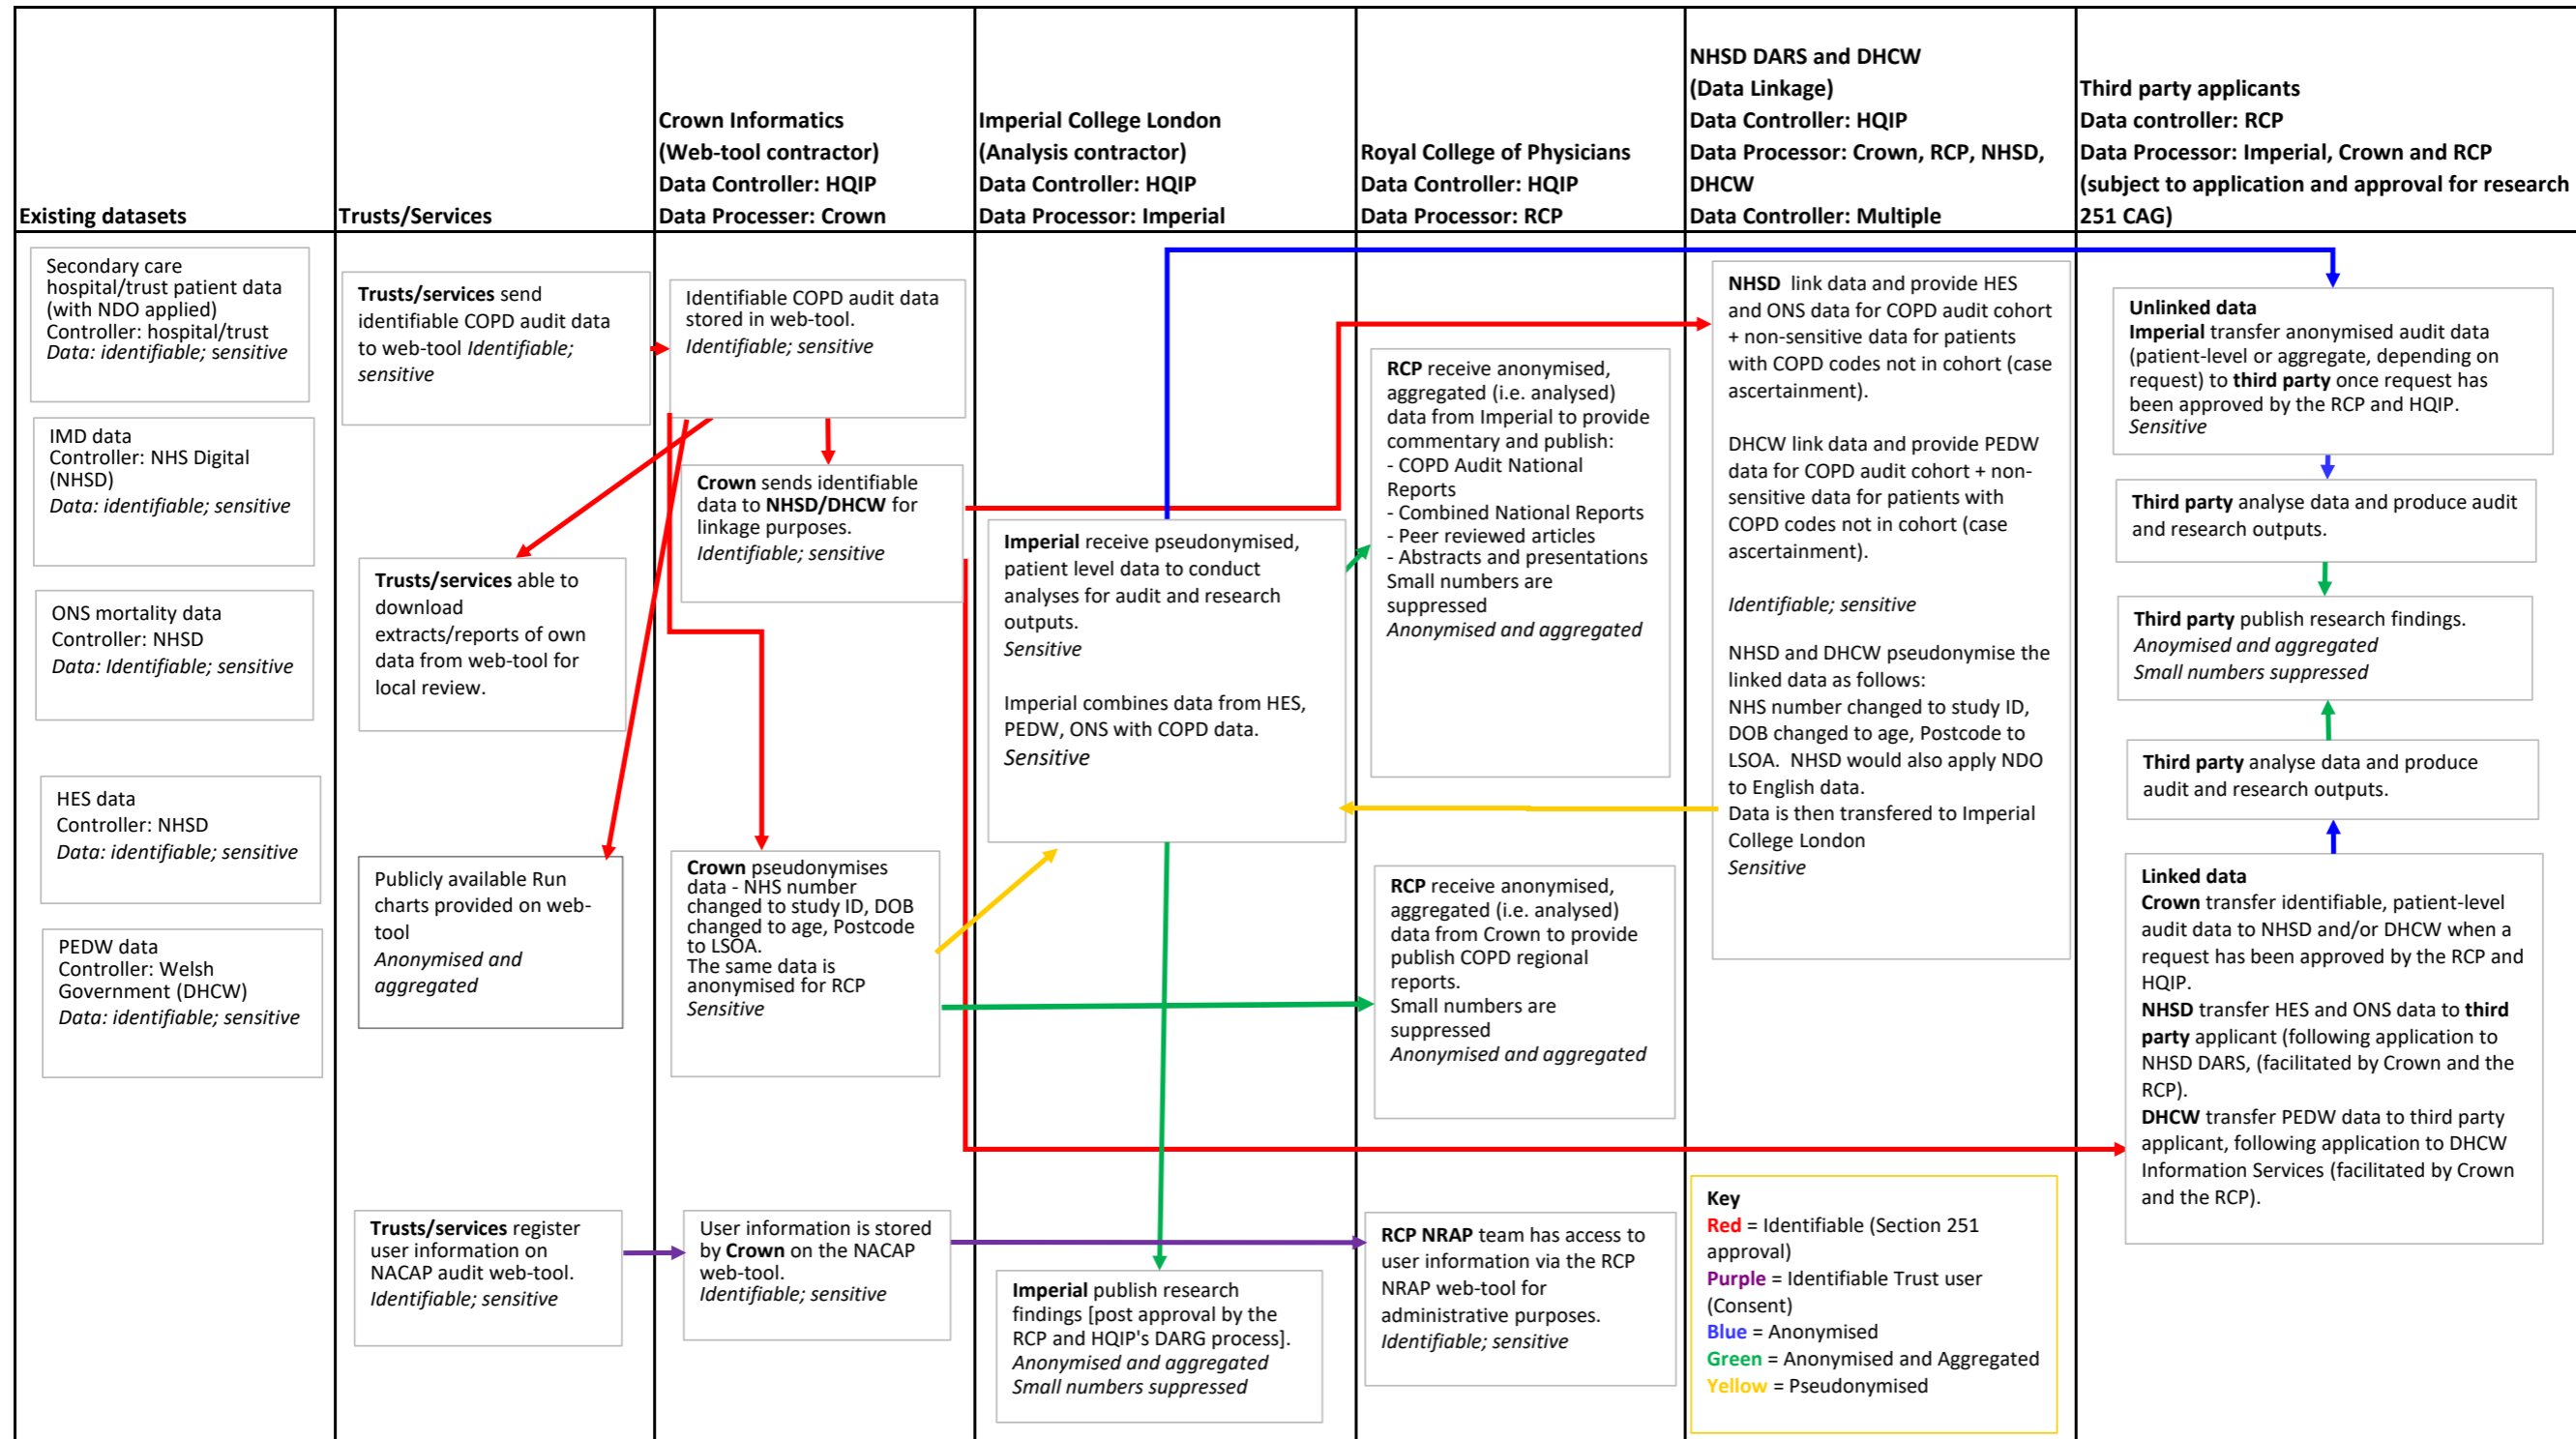 Existing datasets
Trusts/Services
Crown Informatics
(Web-tool contractor)
Data Controller: HQIP
Data Processer: Crown
Imperial College London
(Analysis contractor)
Data Controller: HQIP
Data Processor: Imperial
Royal College of Physicians
Data Controller: HQIP
Data Processor: RCP
NHSD DARS and DHCW
(Data Linkage)
Data Controller: HQIP
Data Processor: Crown, RCP, NHSD,
DHCW
Data Controller: Multiple
Third party applicants
Data controller: RCP
Data Processor: Imperial, Crown and RCP
(subject to application and approval for research
251 CAG)
Secondary care
hospital/trust patient data
(with NDO applied)
Controller: hospital/trust
Data: identifiable; sensitive
IMD data
Controller: NHS Digital
(NHSD)
Data: identifiable; sensitive
ONS mortality data
Controller: NHSD
Data: Identifiable; sensitive
HES data
Controller: NHSD
Data: identifiable; sensitive
PEDW data
Controller: Welsh
Government (DHCW)
Data: identifiable; sensitive
Trusts/services send
identifiable COPD audit data
to web-tool Identifiable;
sensitive
Trusts/services able to
download
extracts/reports of own
data from web-tool for
local review.
Publicly available Run
charts provided on web-
tool
Anonymised and
aggregated
Trusts/services register
user information on
NACAP audit web-tool.
Identifiable; sensitive
Identifiable COPD audit data
stored in web-tool.
Identifiable; sensitive
Crown sends identifiable
data to NHSD/DHCW for
linkage purposes.
Identifiable; sensitive
Crown pseudonymises
data - NHS number
changed to study ID, DOB
changed to age, Postcode
to LSOA.
The same data is
anonymised for RCP
Sensitive
User information is stored
by Crown on the NACAP
web-tool.
Identifiable; sensitive
Imperial receive pseudonymised,
patient level data to conduct
analyses for audit and research
outputs.
Sensitive
Imperial combines data from HES,
PEDW, ONS with COPD data.
Sensitive
Imperial publish research
findings [post approval by the
RCP and HQIP's DARG process].
Anonymised and aggregated
Small numbers suppressed
RCP receive anonymised,
aggregated (i.e. analysed)
data from Imperial to provide
commentary and publish:
- COPD Audit National
Reports
- Combined National Reports
- Peer reviewed articles
- Abstracts and presentations
Small numbers are
suppressed
Anonymised and aggregated
RCP receive anonymised,
aggregated (i.e. analysed)
data from Crown to provide
publish COPD regional
reports.
Small numbers are
suppressed
Anonymised and aggregated
RCP NRAP team has access to
user information via the RCP
NRAP web-tool for
administrative purposes.
Identifiable; sensitive
NHSD link data and provide HES
and ONS data for COPD audit cohort
+ non-sensitive data for patients
with COPD codes not in cohort (case
ascertainment).
DHCW link data and provide PEDW
data for COPD audit cohort + non-
sensitive data for patients with
COPD codes not in cohort (case
ascertainment).
Identifiable; sensitive
NHSD and DHCW pseudonymise the
linked data as follows:
NHS number changed to study ID,
DOB changed to age, Postcode to
LSOA. NHSD would also apply NDO
to English data.
Data is then transfered to Imperial
College London
Sensitive
Key
Red = Identifiable (Section 251
approval)
Purple = Identifiable Trust user
(Consent)
Blue = Anonymised
Green = Anonymised and Aggregated
Yellow = Pseudonymised
Unlinked data
Imperial transfer anonymised audit data
(patient-level or aggregate, depending on
request) to third party once request has
been approved by the RCP and HQIP.
Sensitive
Third party analyse data and produce audit
and research outputs.
Third party publish research findings.
Anoymised and aggregated
Small numbers suppressed
Third party analyse data and produce
audit and research outputs.
Linked data
Crown transfer identifiable, patient-level
audit data to NHSD and/or DHCW when a
request has been approved by the RCP and
HQIP.
NHSD transfer HES and ONS data to third
party applicant (following application to
NHSD DARS, (facilitated by Crown and the
RCP).
DHCW transfer PEDW data to third party
applicant, following application to DHCW
Information Services (facilitated by Crown
and the RCP).